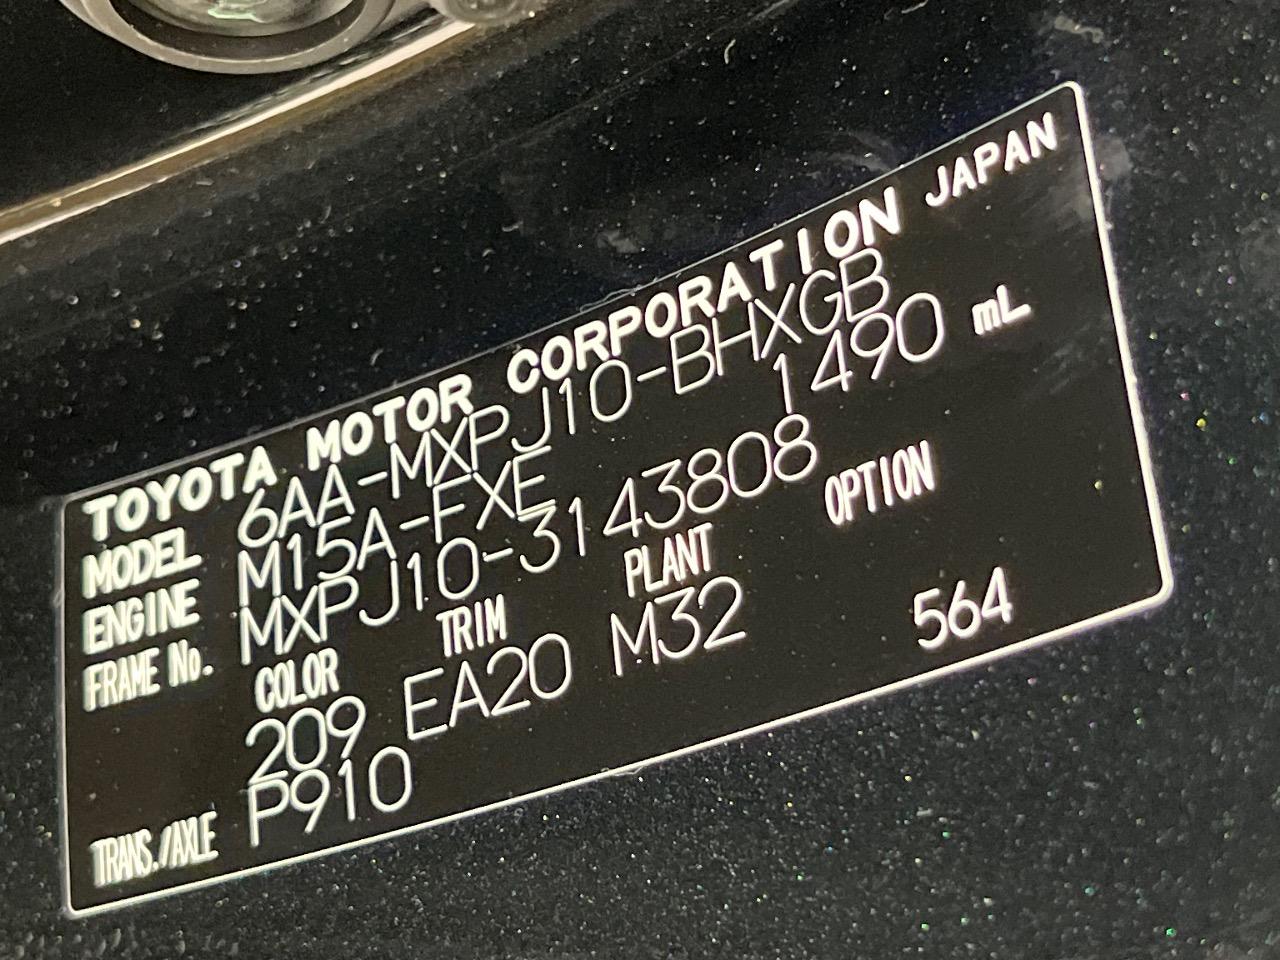 TOYOTA MOTOR CORPORATION JAPAN
MODEL 6AA-MXPJ10-BHXGB
ENGINE M15A-FXE 1490 mL
FRAME No. MXPJ10-3143808
COLOR TRIM PLANT OPTION
209 EA20 M32 564
TRANS./AXLE P910